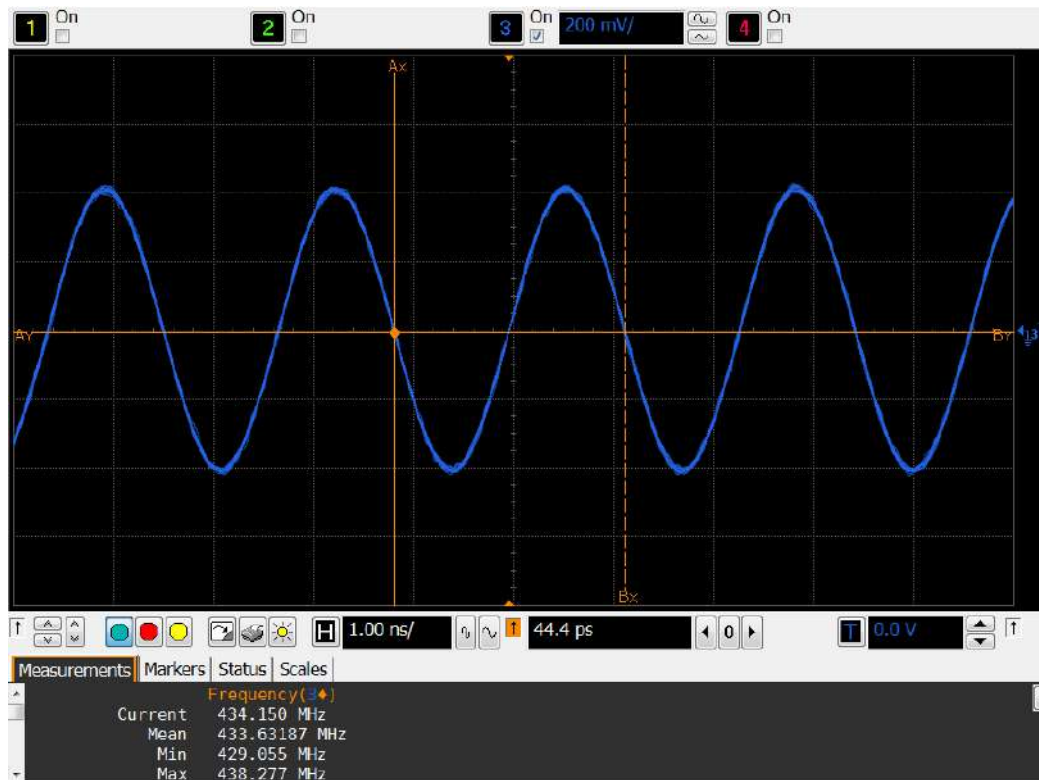 1 On 2 On 3 On 200 mV/ 4 On
Ax
AY BY 3
Bx
H 1.00 ns/ 44.4 ps 0 T 0.0 V
Measurements Markers Status Scales
Frequency(3)
Current 434.150 MHz
Mean 433.63187 MHz
Min 429.055 MHz
Max 438.277 MHz